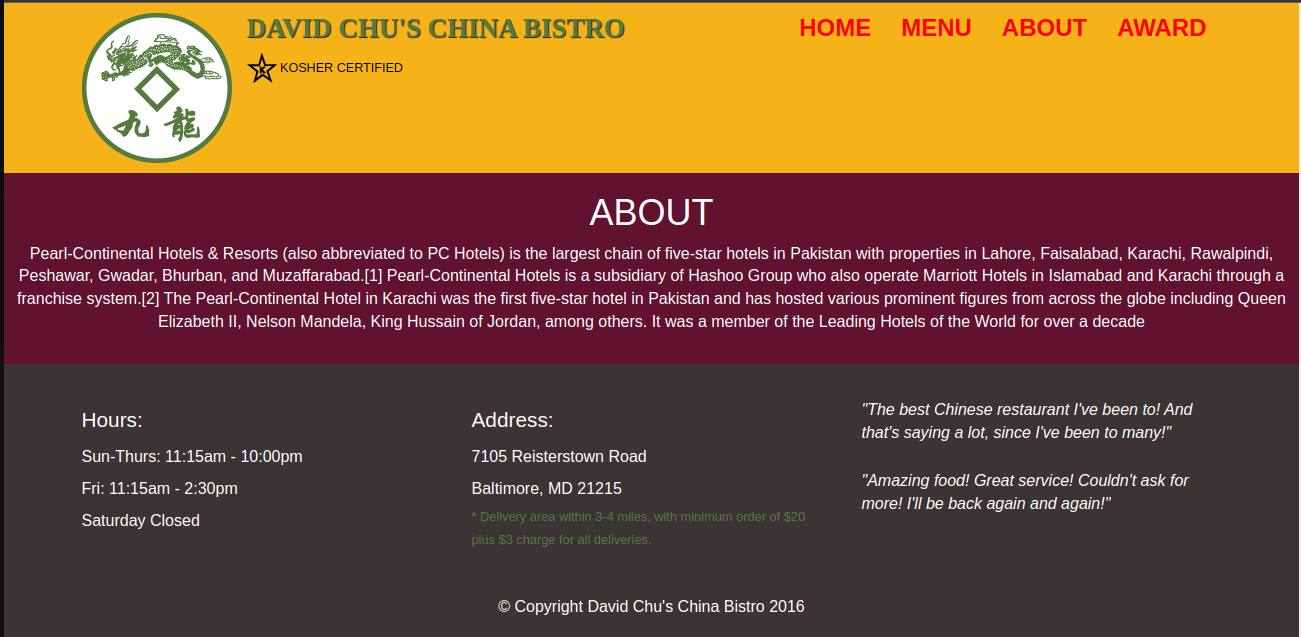 DAVID CHU'S CHINA BISTRO
HOME MENU ABOUT AWARD
K KOSHER CERTIFIED
九 龍
ABOUT
Pearl-Continental Hotels & Resorts (also abbreviated to PC Hotels) is the largest chain of five-star hotels in Pakistan with properties in Lahore, Faisalabad, Karachi, Rawalpindi,
Peshawar, Gwadar, Bhurban, and Muzaffarabad.[1] Pearl-Continental Hotels is a subsidiary of Hashoo Group who also operate Marriott Hotels in Islamabad and Karachi through a
franchise system.[2] The Pearl-Continental Hotel in Karachi was the first five-star hotel in Pakistan and has hosted various prominent figures from across the globe including Queen
Elizabeth II, Nelson Mandela, King Hussain of Jordan, among others. It was a member of the Leading Hotels of the World for over a decade
Hours:
Sun-Thurs: 11:15am - 10:00pm
Fri: 11:15am - 2:30pm
Saturday Closed
Address:
7105 Reisterstown Road
Baltimore, MD 21215
* Delivery area within 3-4 miles, with minimum order of $20
plus $3 charge for all deliveries.
"The best Chinese restaurant I've been to! And
that's saying a lot, since I've been to many!"
"Amazing food! Great service! Couldn't ask for
more! I'll be back again and again!"
© Copyright David Chu's China Bistro 2016